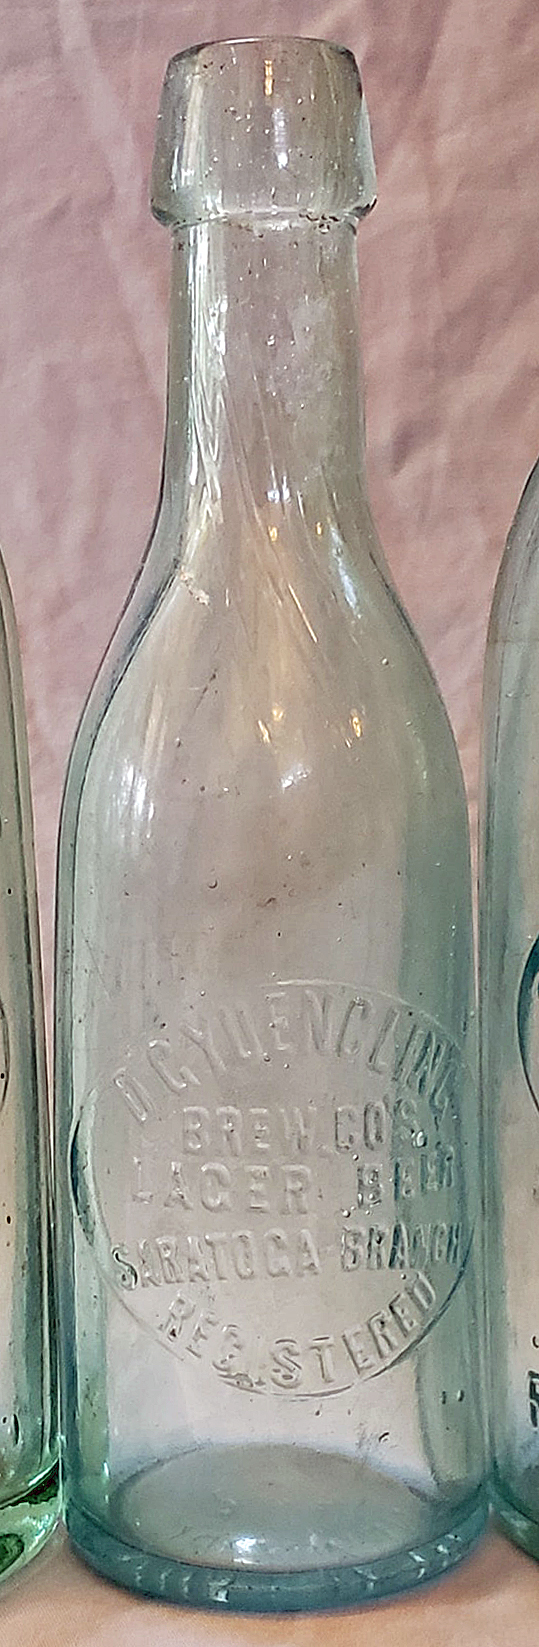 D.G.YUENGLING
BREW.CO'S.
LAGER BEER
SARATOGA BRANCH
REGISTERED